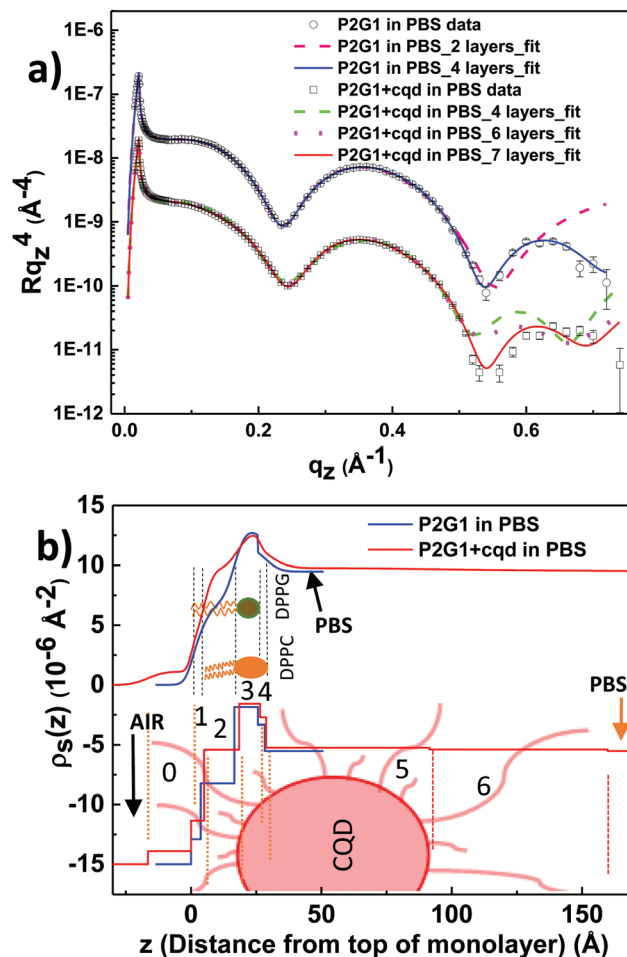 a)
P2G1 in PBS data
P2G1 in PBS_2 layers_fit
P2G1 in PBS_4 layers_fit
P2G1+cqd in PBS data
P2G1+cqd in PBS_4 layers_fit
P2G1+cqd in PBS_6 layers_fit
P2G1+cqd in PBS_7 layers_fit
1E-6
1E-7
1E-8
1E-9
1E-10
1E-11
1E-12
Rqz^4 (Å-4)
0.0 0.2 0.4 0.6
qz (Å-1)
b)
P2G1 in PBS
P2G1+cqd in PBS
15
10
5
0
-5
-10
-15
ρs(z) (10-6 Å-2)
PBS
DPPG
DPPC
AIR
PBS
0 1 2 3 4 5 6
CQD
0 50 100 150
z (Distance from top of monolayer) (Å)